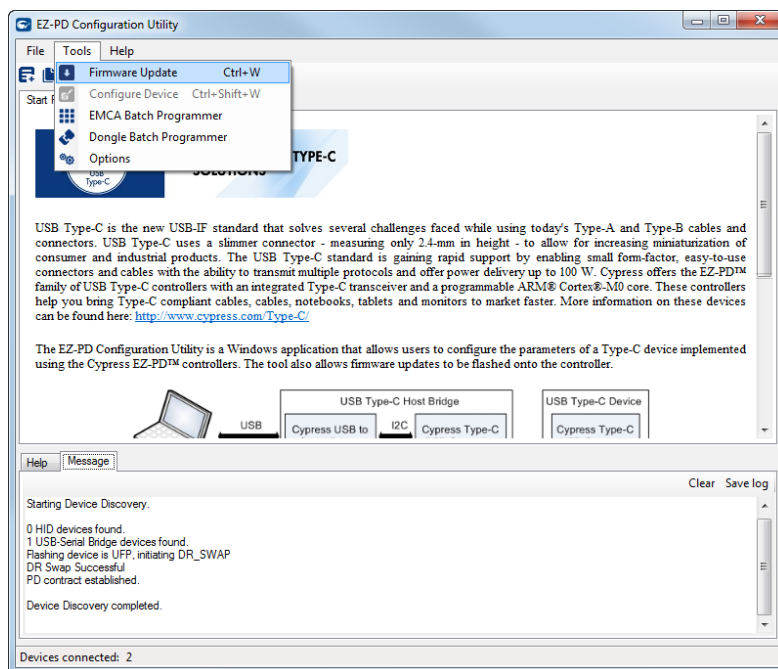 EZ-PD Configuration Utility
File Tools Help
Firmware Update Ctrl+W
Configure Device Ctrl+Shift+W
EMCA Batch Programmer
Dongle Batch Programmer
Options
Start
USB
Type-C
TYPE-C
USB Type-C is the new USB-IF standard that solves several challenges faced while using today's Type-A and Type-B cables and
connectors. USB Type-C uses a slimmer connector - measuring only 2.4-mm in height - to allow for increasing miniaturization of
consumer and industrial products. The USB Type-C standard is gaining rapid support by enabling small form-factor, easy-to-use
connectors and cables with the ability to transmit multiple protocols and offer power delivery up to 100 W. Cypress offers the EZ-PD™
family of USB Type-C controllers with an integrated Type-C transceiver and a programmable ARM® Cortex®-M0 core. These controllers
help you bring Type-C compliant cables, cables, notebooks, tablets and monitors to market faster. More information on these devices
can be found here: http://www.cypress.com/Type-C/
The EZ-PD Configuration Utility is a Windows application that allows users to configure the parameters of a Type-C device implemented
using the Cypress EZ-PD™ controllers. The tool also allows firmware updates to be flashed onto the controller.
USB Type-C Host Bridge USB Type-C Device
USB I2C
Cypress USB to Cypress Type-C Cypress Type-C
Help Message
Clear Save log
Starting Device Discovery.
0 HID devices found.
1 USB-Serial Bridge devices found.
Flashing device is UFP, initiating DR_SWAP
DR Swap Successful
PD contract established.
Device Discovery completed.
Devices connected: 2